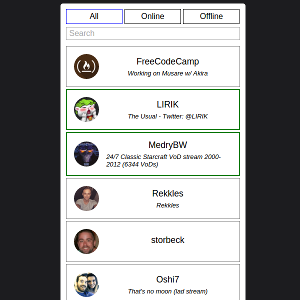 All
Online
Offline
Search
FreeCodeCamp
Working on Musare w/ Akira
LIRIK
The Usual - Twitter: @LIRIK
MedryBW
24/7 Classic Starcraft VoD stream 2000-
2012 (6344 VoDs)
Rekkles
Rekkles
storbeck
Oshi7
That's no moon (lad stream)